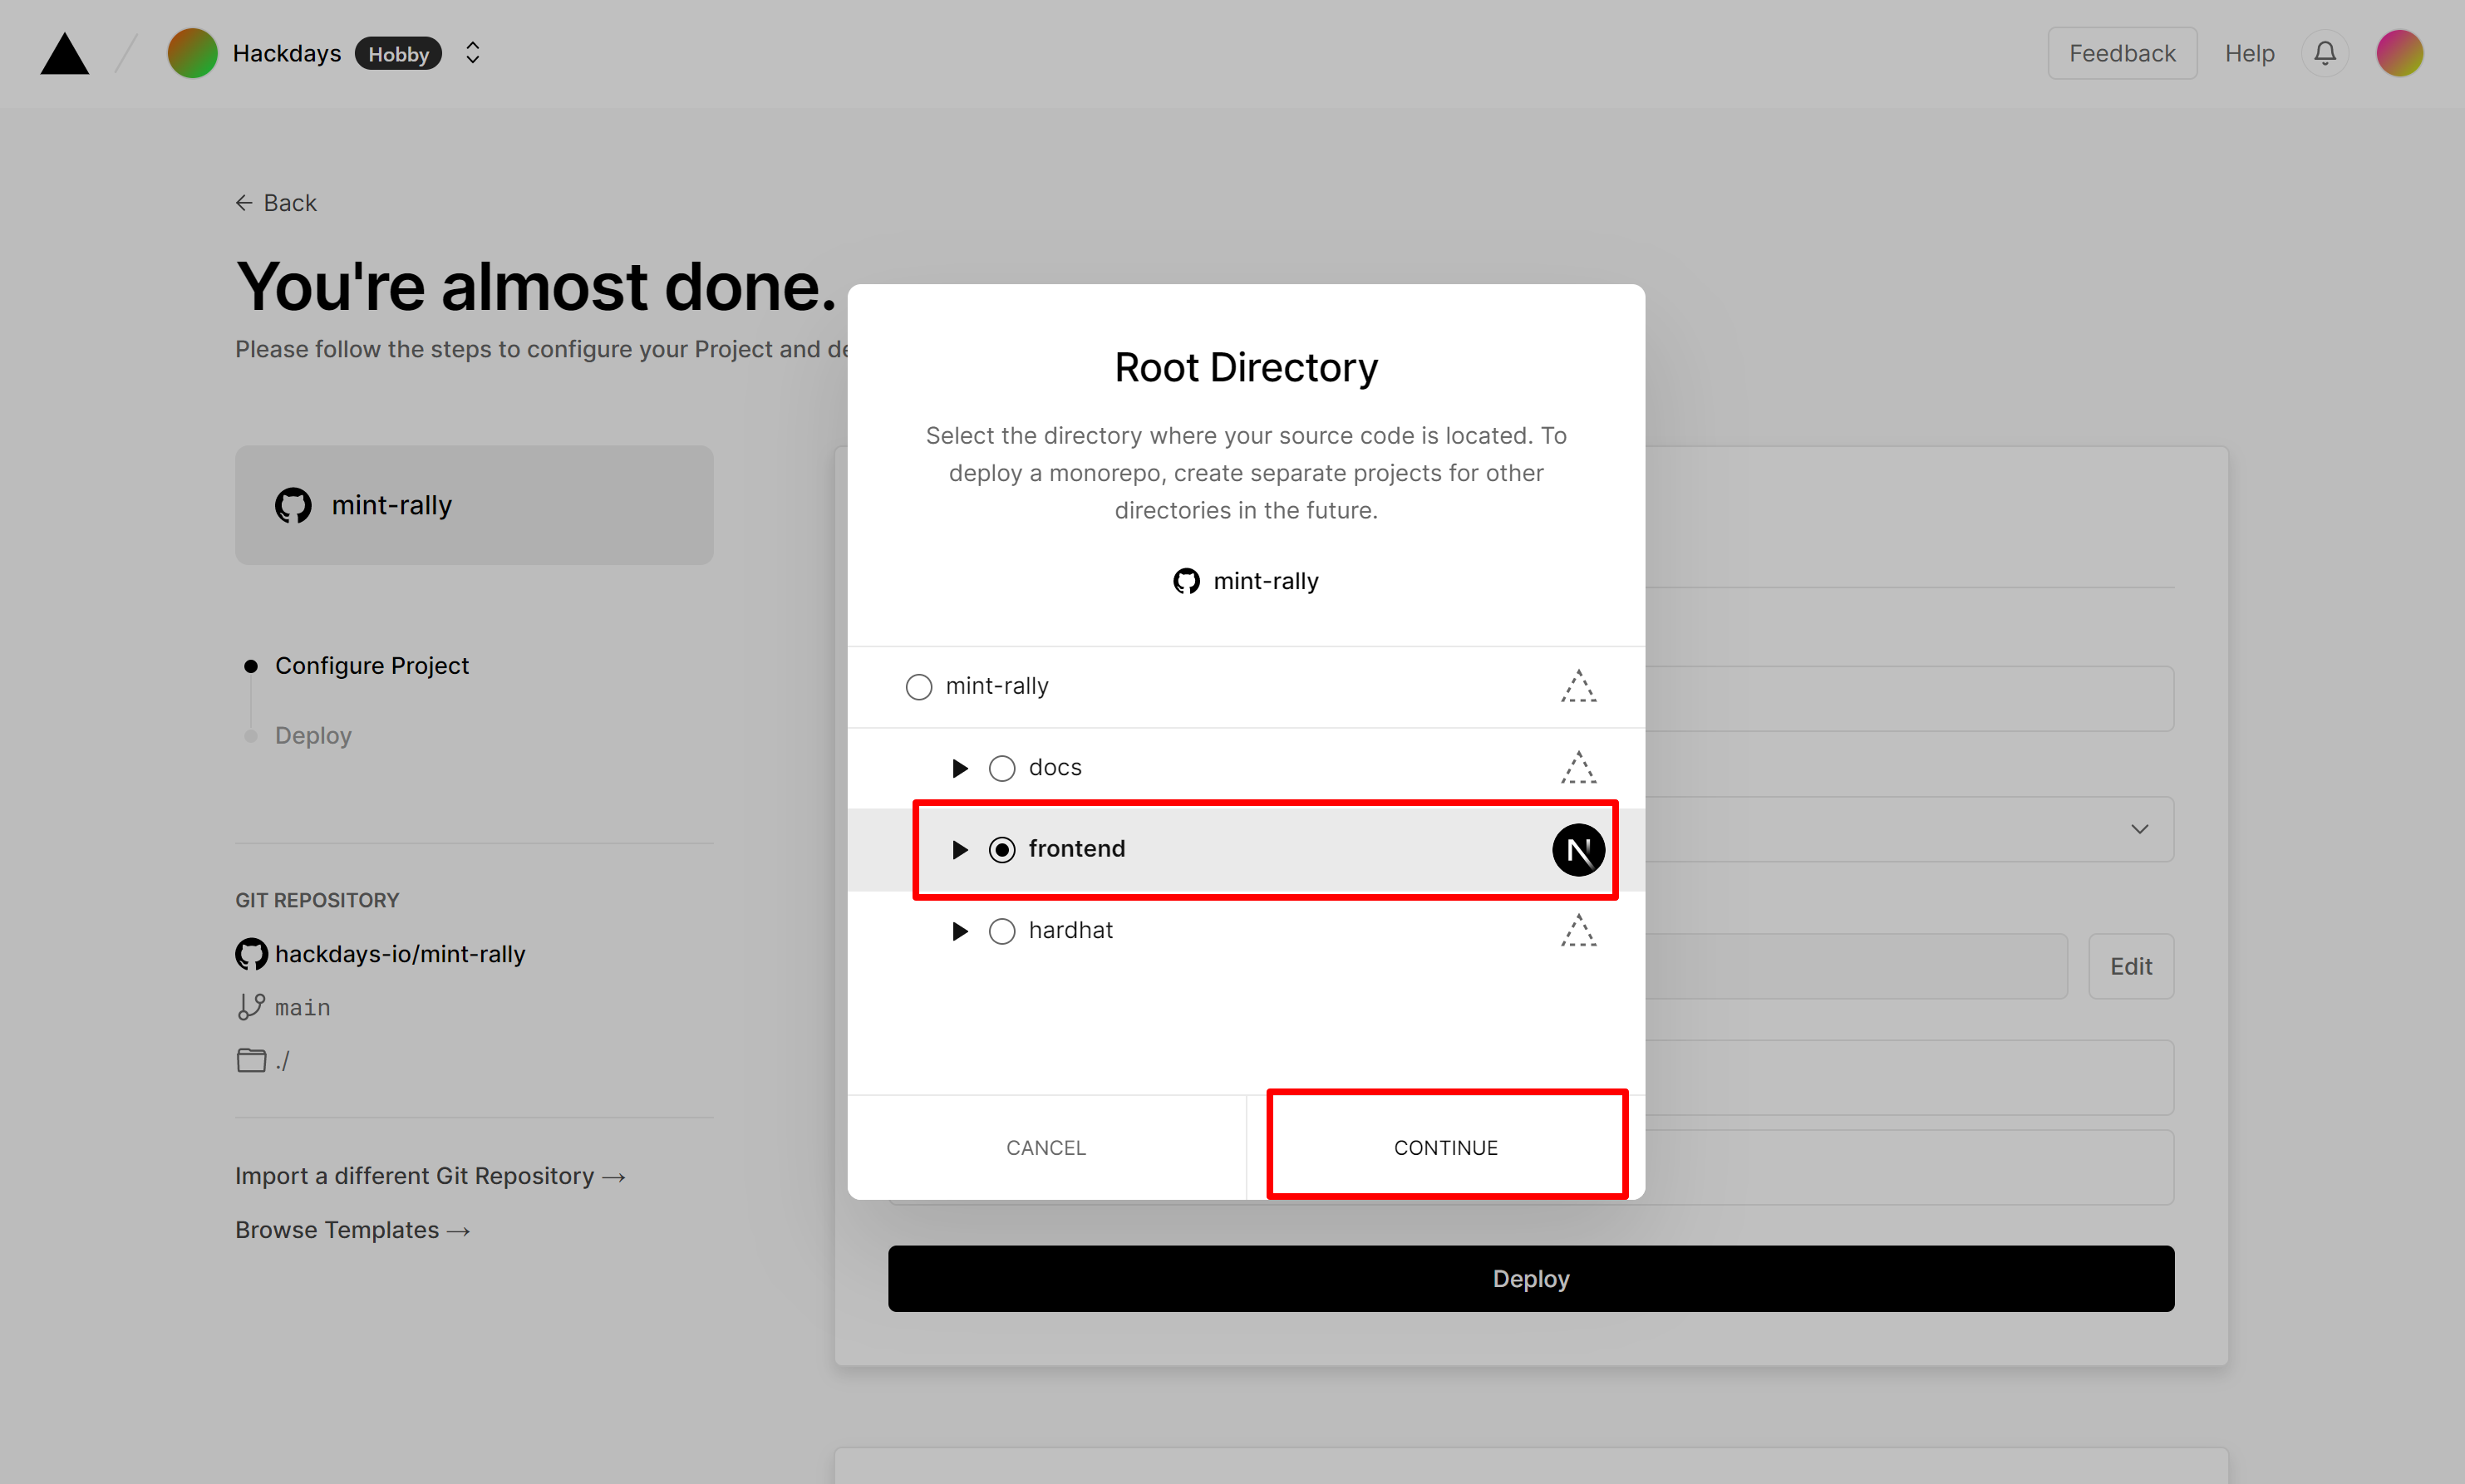 Hackdays Hobby
Feedback Help
Back
You're almost done.
Please follow the steps to configure your Project and de
mint-rally
Configure Project
Deploy
GIT REPOSITORY
hackdays-io/mint-rally
main
./
Import a different Git Repository →
Browse Templates →
Root Directory
Select the directory where your source code is located. To
deploy a monorepo, create separate projects for other
directories in the future.
mint-rally
mint-rally
docs
frontend
N
hardhat
CANCEL CONTINUE
Edit
Deploy